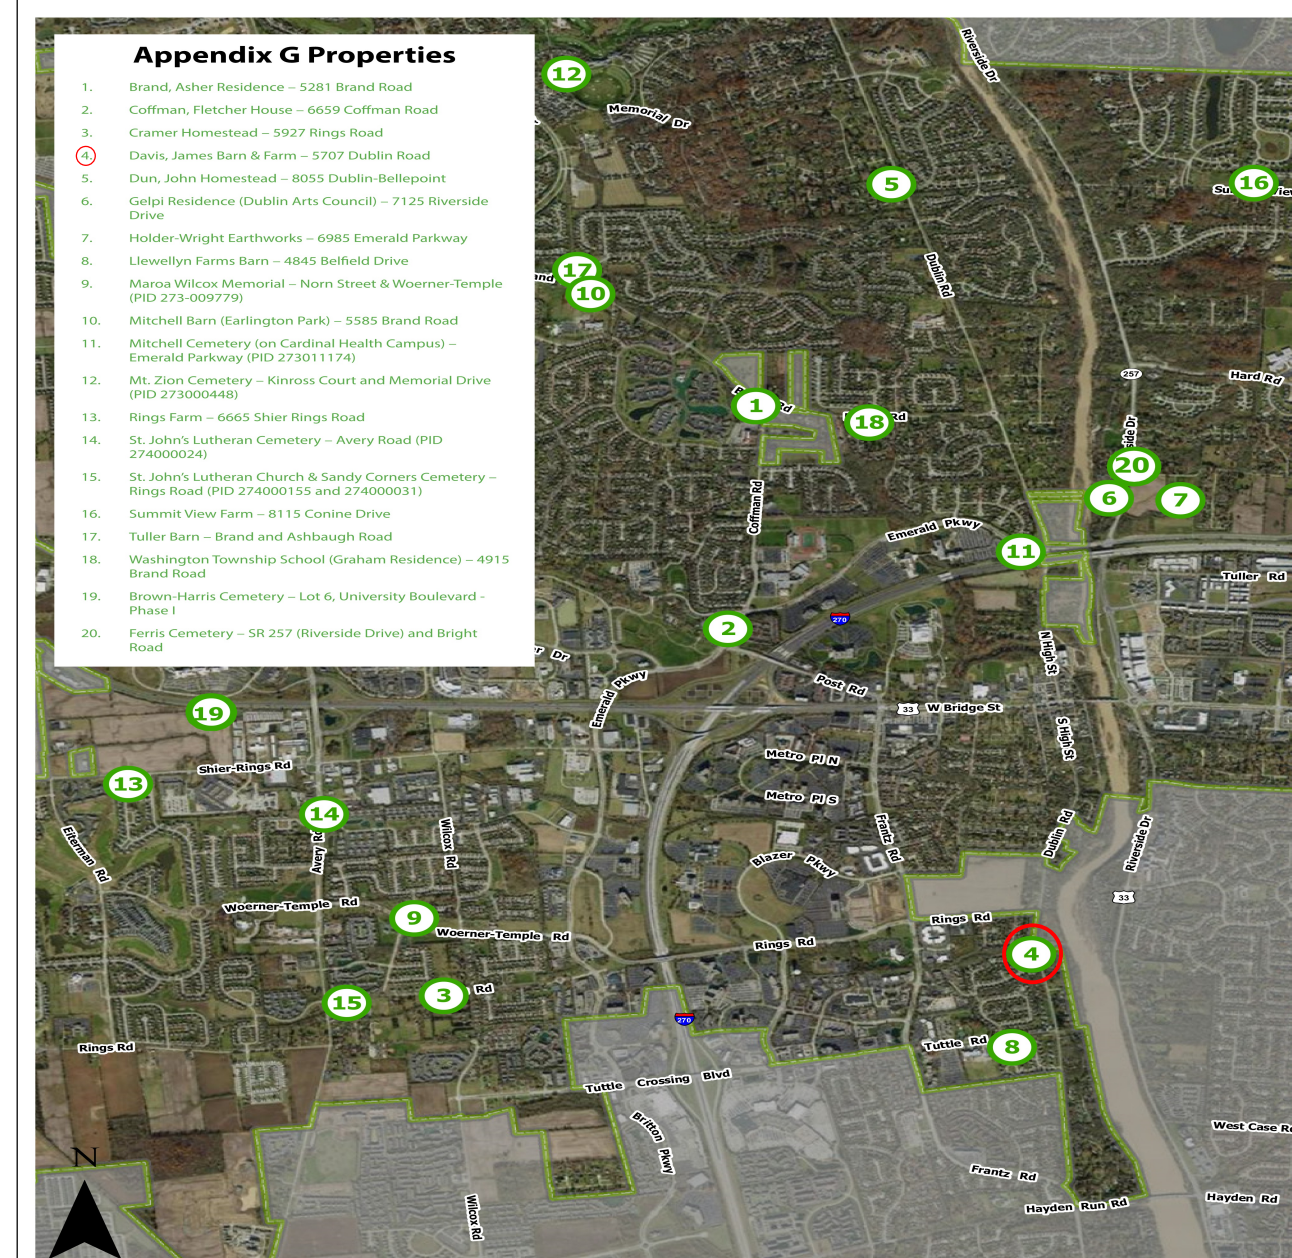 Appendix G Properties
1. Brand, Asher Residence – 5281 Brand Road
2. Coffman, Fletcher House – 6659 Coffman Road
3. Cramer Homestead – 5927 Rings Road
4. Davis, James Barn & Farm – 5707 Dublin Road
5. Dun, John Homestead – 8055 Dublin-Bellepoint
6. Gelpi Residence (Dublin Arts Council) – 7125 Riverside
Drive
7. Holder-Wright Earthworks – 6985 Emerald Parkway
8. Llewellyn Farms Barn – 4845 Belfield Drive
9. Maroa Wilcox Memorial – Norn Street & Woerner-Temple
(PID 273-009779)
10. Mitchell Barn (Earlington Park) – 5585 Brand Road
11. Mitchell Cemetery (on Cardinal Health Campus) –
Emerald Parkway (PID 273011174)
12. Mt. Zion Cemetery – Kinross Court and Memorial Drive
(PID 273000448)
13. Rings Farm – 6665 Shier Rings Road
14. St. John’s Lutheran Cemetery – Avery Road (PID
274000024)
15. St. John’s Lutheran Church & Sandy Corners Cemetery –
Rings Road (PID 274000155 and 274000031)
16. Summit View Farm – 8115 Conine Drive
17. Tuller Barn – Brand and Ashbaugh Road
18. Washington Township School (Graham Residence) – 4915
Brand Road
19. Brown-Harris Cemetery – Lot 6, University Boulevard -
Phase I
20. Ferris Cemetery – SR 257 (Riverside Drive) and Bright
Road
Riverside Dr
12
Memorial Dr
5
16
Dublin Rd
17
10
257
Hard Rd
1
18
Rd
20
6
7
Coffman Rd
Emerald Pkwy
11
Tuller Rd
270
2
N High St
Dr
Post Rd
Emerald Pkwy
33
W Bridge St
19
S High St
Metro Pl N
Shier-Rings Rd
13
Metro Pl S
14
Avery Rd
Wilcox Rd
Eiterman Rd
Frantz Rd
Dublin Rd
Riverside Dr
Blazer Pkwy
33
Woerner-Temple Rd
9
Woerner-Temple Rd
Rings Rd
Rings Rd
4
3
Rd
15
270
Rings Rd
Tuttle Rd
8
Tuttle Crossing Blvd
Britton Pkwy
West Case Rd
N
Frantz Rd
Wilcox Rd
Hayden Run Rd
Hayden Rd